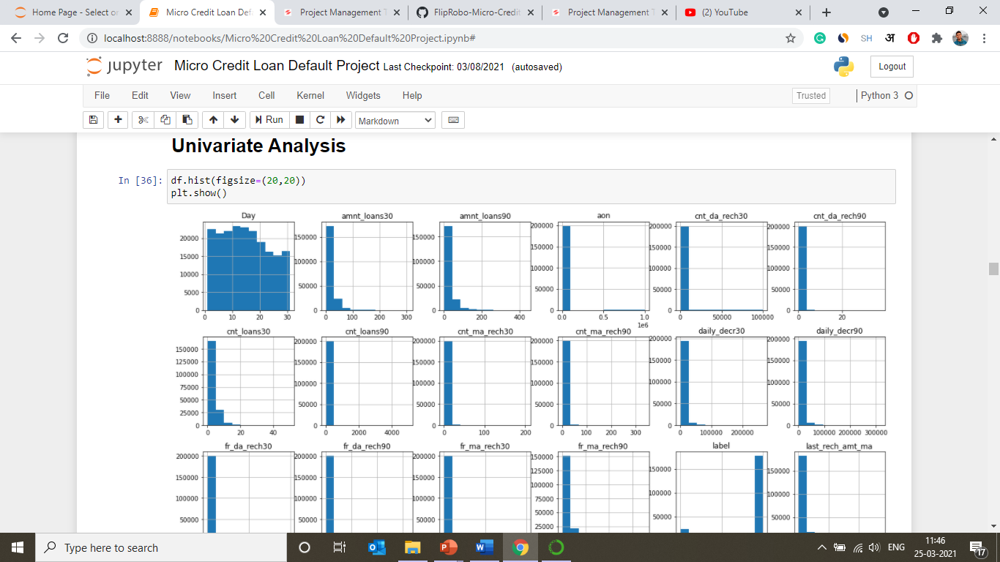 Home Page - Select or
Micro Credit Loan Def
Project Management T
FlipRobo-Micro-Credit
Project Management T
(2) YouTube
localhost:8888/notebooks/Micro%20Credit%20Loan%20Default%20Project.ipynb#
SH
अ
jupyter Micro Credit Loan Default Project Last Checkpoint: 03/08/2021 (autosaved)
Logout
File Edit View Insert Cell Kernel Widgets Help
Trusted
Python 3
Run
Markdown
Univariate Analysis
In [36]:
df.hist(figsize=(20,20))
plt.show()
Day amnt_loans30 amnt_loans90 aon cnt_da_rech30 cnt_da_rech90
20000 150000 150000 200000 200000 200000
15000 100000 100000 150000 150000 150000
10000 50000 50000 100000 100000 100000
5000 50000 50000 50000
0 0 0 0 0 0
0 10 20 30 0 100 200 300 0 200 400 0.0 0.5 1.0 0 50000 100000 0 20
1e6
cnt_loans30 cnt_loans90 cnt_ma_rech30 cnt_ma_rech90 daily_decr30 daily_decr90
150000 200000 200000 200000 200000 200000
125000 150000 150000 150000 150000 150000
100000 100000 100000 100000 100000 100000
75000
50000 50000 50000 50000 50000 50000
25000
0 0 0 0 0 0
0 20 40 0 2000 4000 0 100 200 0 100 200 300 0 100000 200000 0 100000 200000 300000
fr_da_rech30 fr_da_rech90 fr_ma_rech30 fr_ma_rech90 label last_rech_amt_ma
200000 200000 200000 150000 150000 150000
150000 150000 150000 125000 100000 100000
100000 100000 100000 100000
75000
50000 50000 50000 50000 50000 50000
25000
Type here to search
ENG
11:46
25-03-2021
17